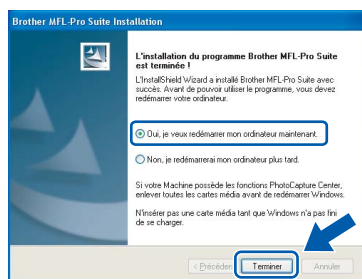 Brother MFL-Pro Suite Installation
L'installation du programme Brother MFL-Pro Suite
est terminée !
L'InstallShield Wizard a installé Brother MFL-Pro Suite avec
succès. Avant de pouvoir utiliser le programme, vous devez
redémarrer votre ordinateur.
Oui, je veux redémarrer mon ordinateur maintenant.
Non, je redémarrerai mon ordinateur plus tard.
Si votre Machine possède les fonctions PhotoCapture Center,
enlever toutes les cartes média avant de redémarrer Windows.
N'insérer pas une carte média tant que Windows n'a pas fini
de se charger.
< Précédent Terminer Annuler